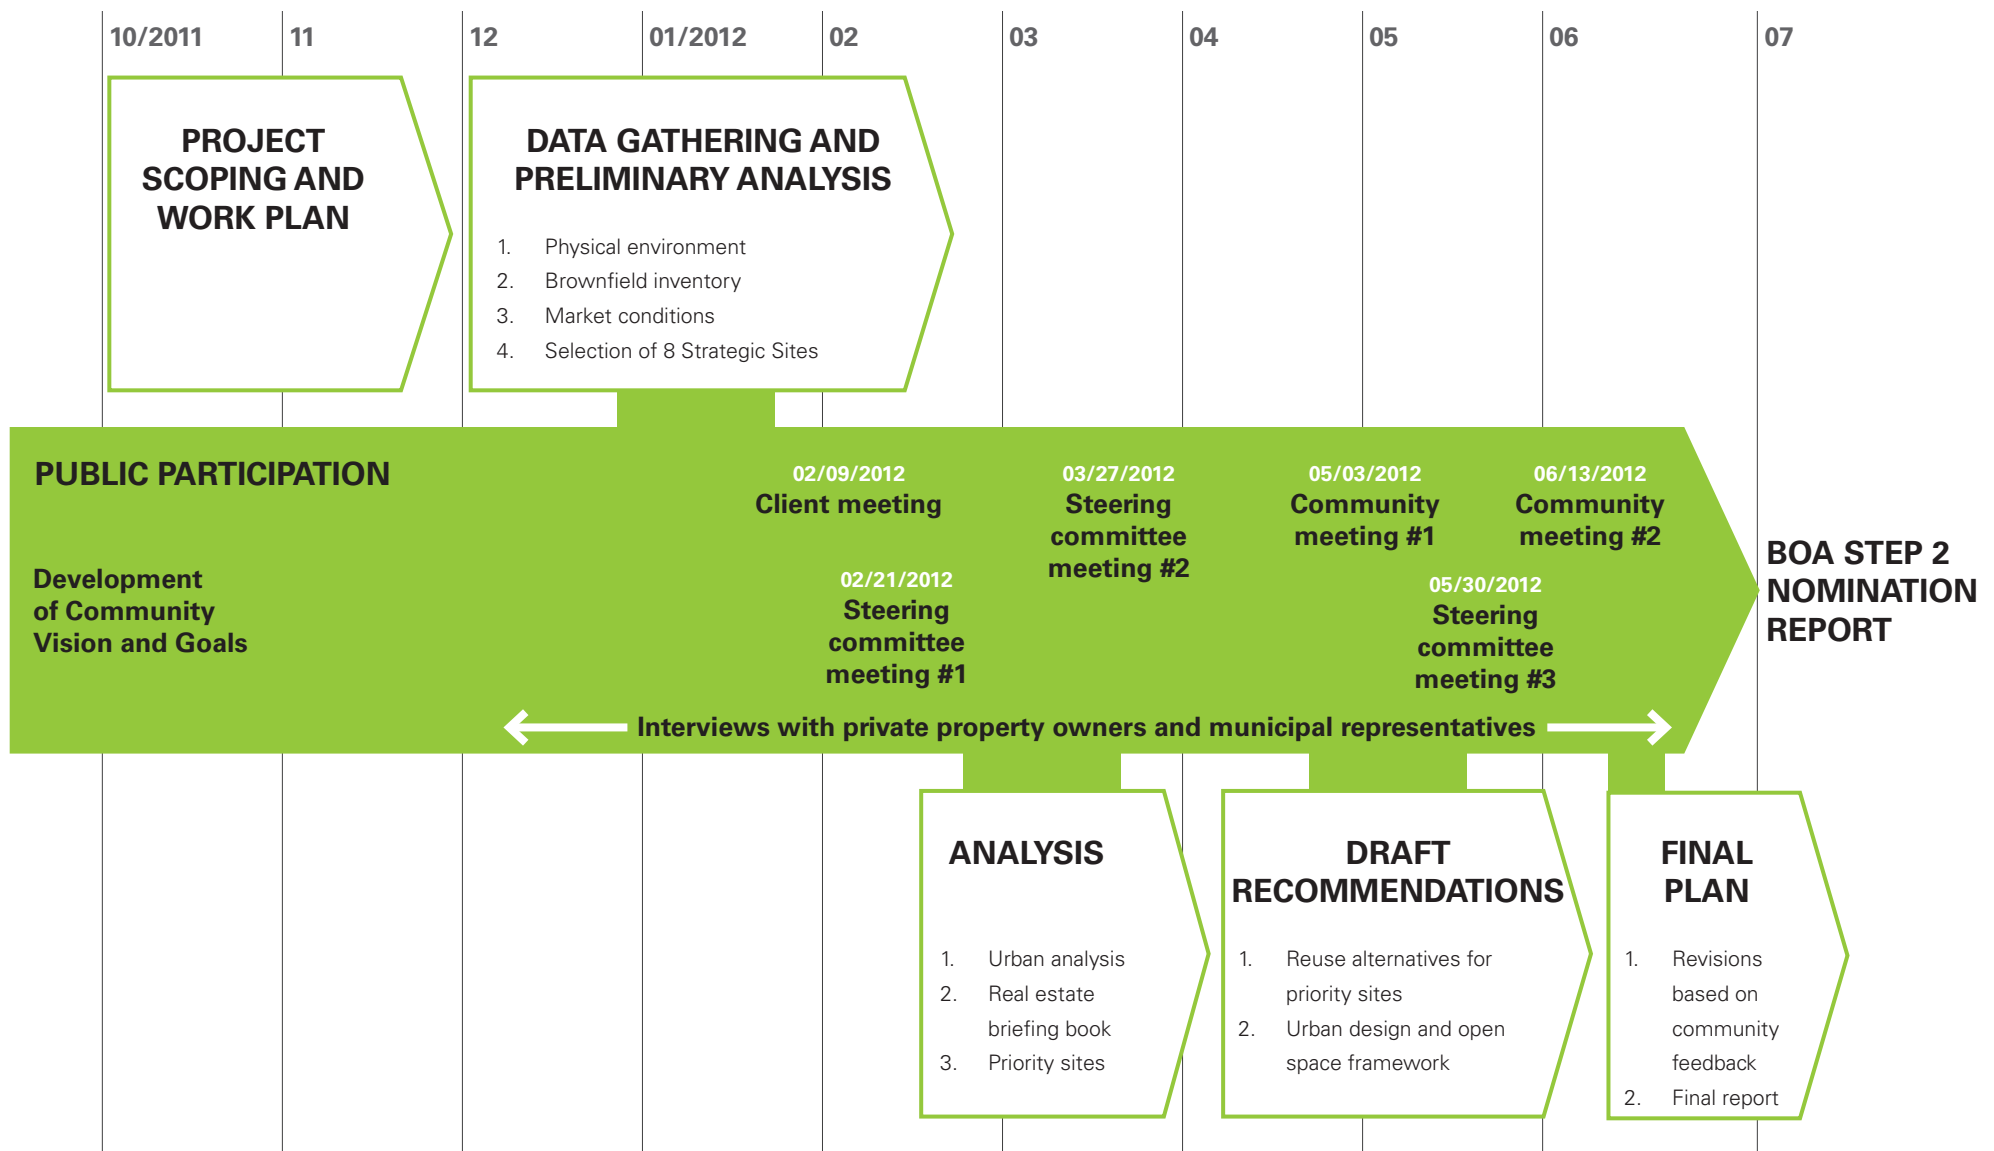 10/2011
11
12
01/2012
02
03
04
05
06
07
PROJECT
SCOPING AND
WORK PLAN
DATA GATHERING AND
PRELIMINARY ANALYSIS
1. Physical environment
2. Brownfield inventory
3. Market conditions
4. Selection of 8 Strategic Sites
PUBLIC PARTICIPATION
Development
of Community
Vision and Goals
02/09/2012
Client meeting
02/21/2012
Steering
committee
meeting #1
03/27/2012
Steering
committee
meeting #2
05/03/2012
Community
meeting #1
05/30/2012
Steering
committee
meeting #3
06/13/2012
Community
meeting #2
Interviews with private property owners and municipal representatives
BOA STEP 2
NOMINATION
REPORT
ANALYSIS
1. Urban analysis
2. Real estate
briefing book
3. Priority sites
DRAFT
RECOMMENDATIONS
1. Reuse alternatives for
priority sites
2. Urban design and open
space framework
FINAL
PLAN
1. Revisions
based on
community
feedback
2. Final report